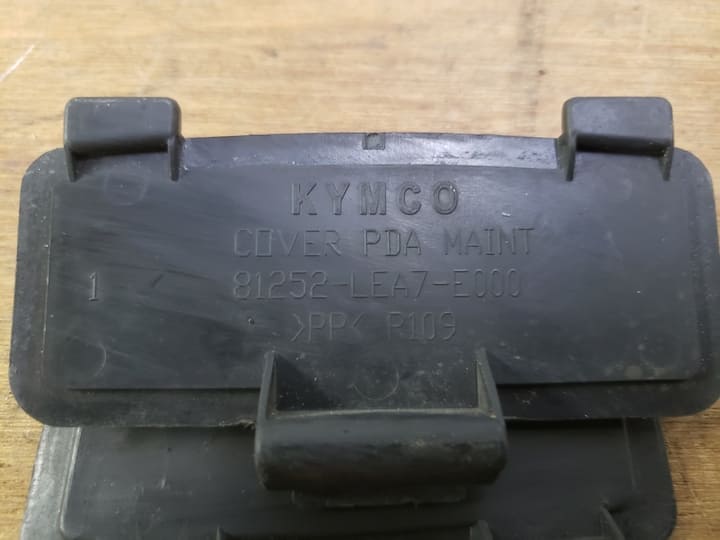 KYMCO
COVER PDA MAINT
1 81252-LEA7-E000
>PP< P109